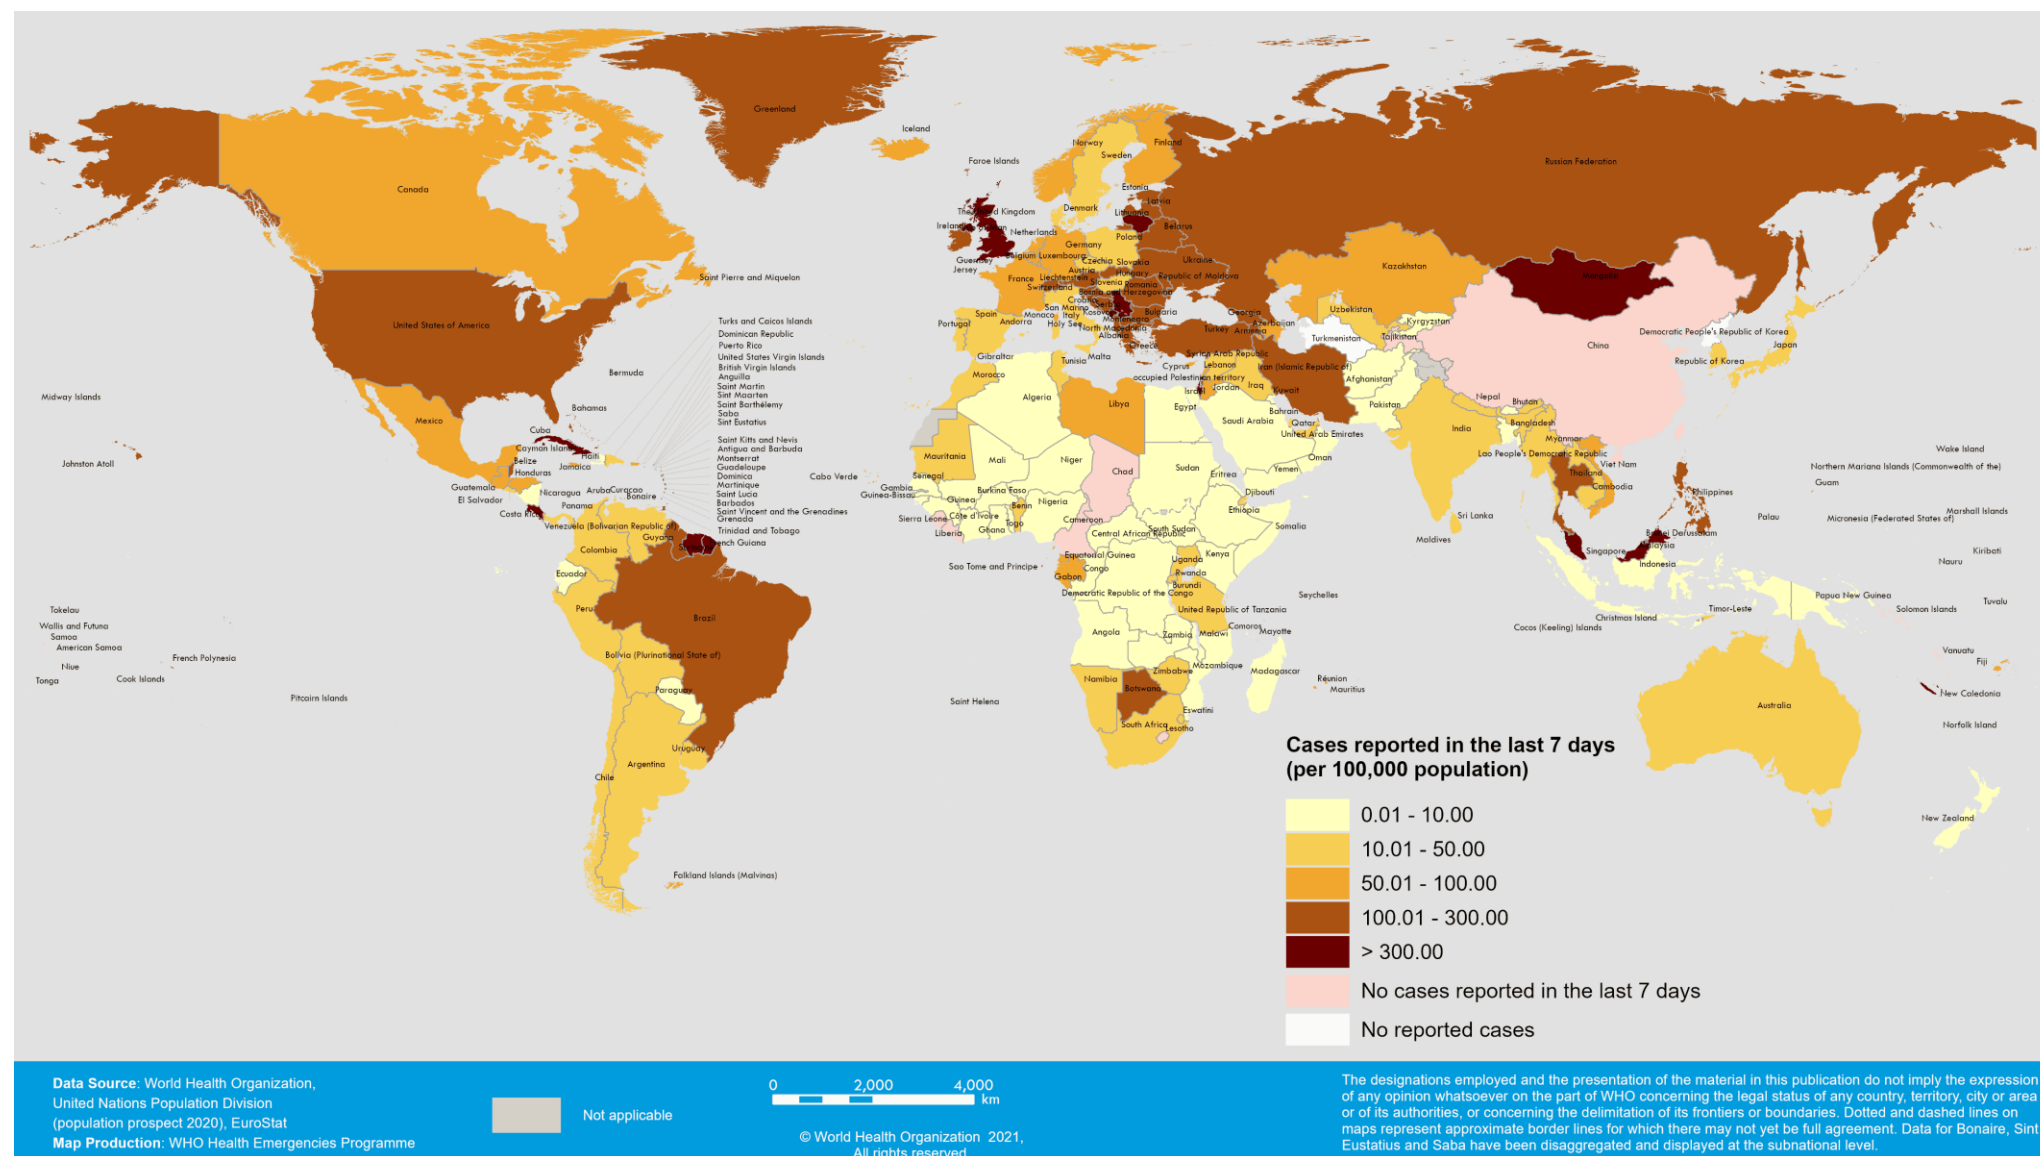 Greenland
Iceland
Faroe Islands
Norway
Sweden
Finland
Russian Federation
Canada
Estonia
Latvia
Denmark
Lithuania
The United Kingdom
Ireland
Netherlands
Poland
Belarus
Germany
Belgium Luxembourg
Guernsey
Jersey
Czechia Slovakia
Ukraine
Austria
Kazakhstan
Saint Pierre and Miquelon
France
Liechtenstein
Hungary
Republic of Moldova
Mongolia
Switzerland
Slovenia
Romania
Bosnia and Herzegovina
Croatia
Serbia
San Marino
Spain
Monaco
Italy
Kosovo
Bulgaria
Georgia
Uzbekistan
Portugal
Andorra
Holy See
Montenegro
North Macedonia
Azerbaijan
Kyrgyzstan
United States of America
Turks and Caicos Islands
Albania
Turkey
Armenia
Democratic People's Republic of Korea
Dominican Republic
Greece
Turkmenistan
Tajikistan
China
Japan
Puerto Rico
United States Virgin Islands
Gibraltar
Tunisia
Malta
Syrian Arab Republic
Republic of Korea
British Virgin Islands
Cyprus
Lebanon
Iran (Islamic Republic of)
Bermuda
Anguilla
Morocco
occupied Palestinian territory
Afghanistan
Saint Martin
Israel
Jordan
Iraq
Kuwait
Sint Maarten
Midway Islands
Algeria
Libya
Egypt
Pakistan
Nepal
Bhutan
Saint Barthélemy
Bahamas
Bahrain
Saba
Mexico
Saudi Arabia
Qatar
Bangladesh
Sint Eustatius
Cuba
United Arab Emirates
India
Myanmar
Saint Kitts and Nevis
Cayman Islands
Haiti
Antigua and Barbuda
Wake Island
Johnston Atoll
Belize
Jamaica
Montserrat
Mauritania
Mali
Niger
Chad
Sudan
Oman
Yemen
Lao People's Democratic Republic
Viet Nam
Northern Mariana Islands (Commonwealth of the)
Honduras
Guadeloupe
Cabo Verde
Senegal
Eritrea
Thailand
Guam
Guatemala
Dominica
Gambia
Cambodia
Nicaragua
Aruba
Curacao
Martinique
Guinea-Bissau
Burkina Faso
Djibouti
Philippines
El Salvador
Bonaire
Saint Lucia
Guinea
Nigeria
Panama
Barbados
Benin
Ethiopia
Marshall Islands
Costa Rica
Saint Vincent and the Grenadines
Sierra Leone
Côte d'Ivoire
Togo
Cameroon
Sri Lanka
Palau
Micronesia (Federated States of)
Grenada
Ghana
South Sudan
Somalia
Venezuela (Bolivarian Republic of)
Trinidad and Tobago
Liberia
Central African Republic
Maldives
Brunei Darussalam
Guyana
French Guiana
Malaysia
Colombia
Equatorial Guinea
Uganda
Kenya
Singapore
Kiribati
Indonesia
Nauru
Ecuador
Sao Tome and Principe
Gabon
Congo
Rwanda
Burundi
Democratic Republic of the Congo
Seychelles
Papua New Guinea
Tuvalu
Tokelau
Peru
Brazil
United Republic of Tanzania
Timor-Leste
Solomon Islands
Christmas Island
Wallis and Futuna
Angola
Zambia
Malawi
Comoros
Mayotte
Cocos (Keeling) Islands
Samoa
American Samoa
French Polynesia
Bolivia (Plurinational State of)
Vanuatu
Niue
Mozambique
Madagascar
Fiji
Tonga
Cook Islands
Zimbabwe
Namibia
Réunion
Paraguay
Botswana
Mauritius
New Caledonia
Pitcairn Islands
Saint Helena
Eswatini
Australia
South Africa
Lesotho
Norfolk Island
Uruguay
Argentina
Chile
New Zealand
Falkland Islands (Malvinas)
Cases reported in the last 7 days
(per 100,000 population)
0.01 - 10.00
10.01 - 50.00
50.01 - 100.00
100.01 - 300.00
> 300.00
No cases reported in the last 7 days
No reported cases
Data Source: World Health Organization,
United Nations Population Division
(population prospect 2020), EuroStat
Map Production: WHO Health Emergencies Programme
Not applicable
0 2,000 4,000
km
© World Health Organization 2021,
All rights reserved
The designations employed and the presentation of the material in this publication do not imply the expression
of any opinion whatsoever on the part of WHO concerning the legal status of any country, territory, city or area
or of its authorities, or concerning the delimitation of its frontiers or boundaries. Dotted and dashed lines on
maps represent approximate border lines for which there may not yet be full agreement. Data for Bonaire, Sint
Eustatius and Saba have been disaggregated and displayed at the subnational level.